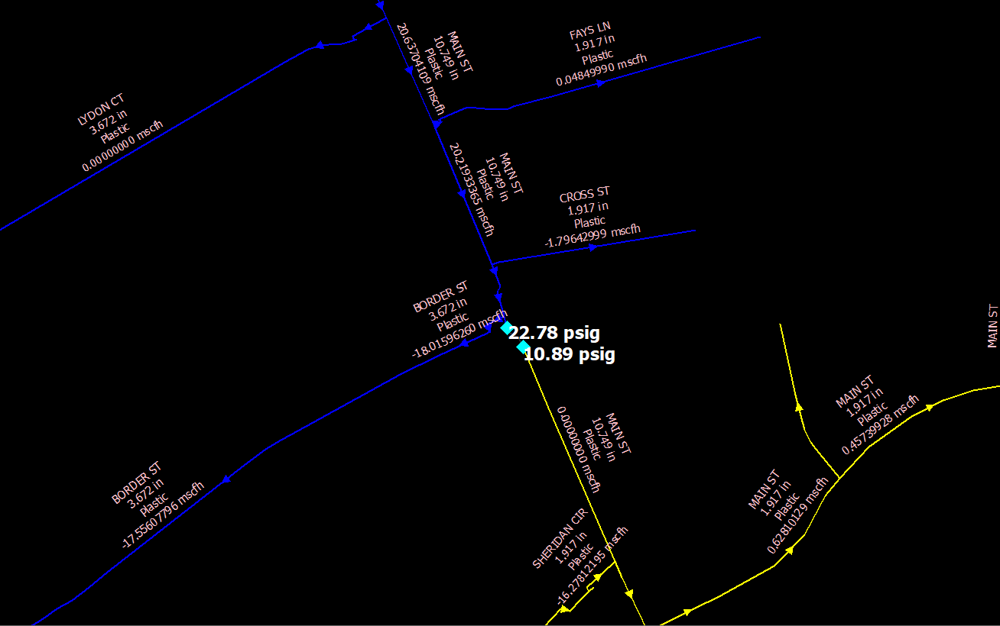 MAIN ST
10.749 in
Plastic
20.63704109 mscfh
FAYS LN
1.917 in
Plastic
0.04849990 mscfh
LYDON CT
3.672 in
Plastic
0.00000000 mscfh
MAIN ST
10.749 in
Plastic
20.21933365 mscfh
CROSS ST
1.917 in
Plastic
-1.79642999 mscfh
BORDER ST
3.672 in
Plastic
-18.01596260 mscfh
22.78 psig
10.89 psig
MAIN ST
MAIN ST
1.917 in
Plastic
0.45739928 mscfh
MAIN ST
10.749 in
Plastic
0.00000000 mscfh
BORDER ST
3.672 in
Plastic
-17.55607796 mscfh
MAIN ST
1.917 in
Plastic
0.62810129 mscfh
SHERIDAN CIR
1.917 in
Plastic
-16.27812195 mscfh